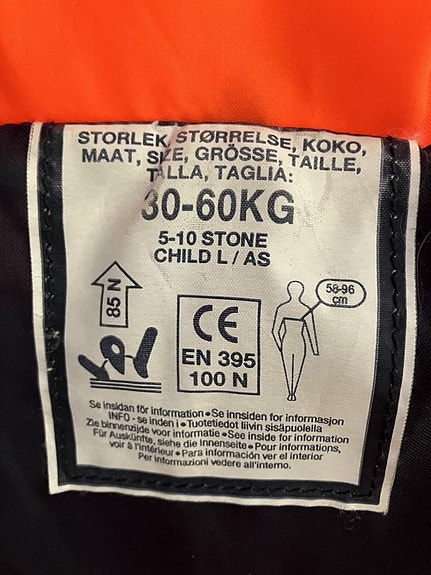 STORLEK, STØRRELSE, KOKO,
MAAT, SIZE, GRÖSSE, TAILLE,
TALLA, TAGLIA:
30-60KG
5-10 STONE
CHILD L / AS
85 N
CE
EN 395
100 N
58-96
cm
Se insidan för information • Se innsiden for informasjon
INFO - se inden i • Tuotetiedot liivin sisäpuolella
Zie binnenzijde voor informatie • See inside for information
Für Auskünfte, siehe die Innenseite • Pour informations,
voir à l'intérieur • Para información ver el interior
Per informazioni vedere all'interno.